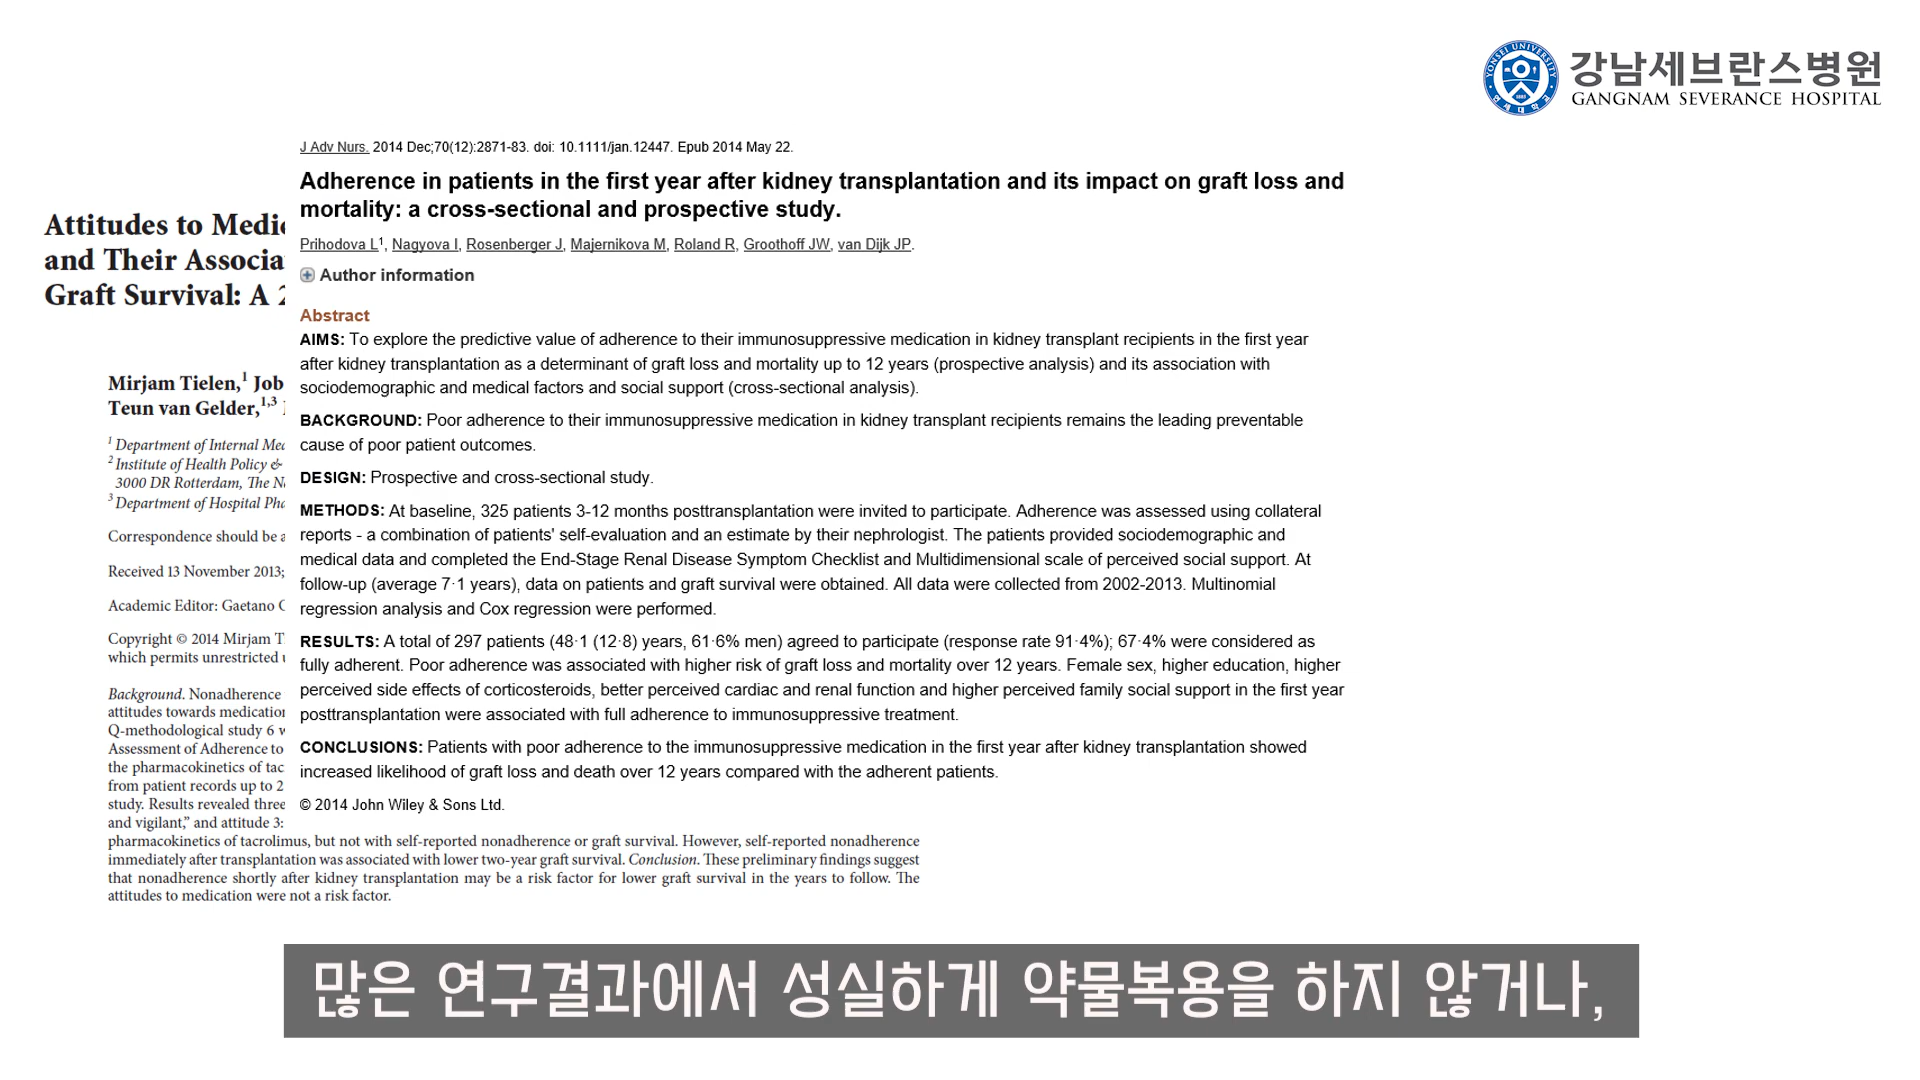 강남세브란스병원
GANGNAM SEVERANCE HOSPITAL
J Adv Nurs. 2014 Dec;70(12):2871-83. doi: 10.1111/jan.12447. Epub 2014 May 22.
Adherence in patients in the first year after kidney transplantation and its impact on graft loss and
mortality: a cross-sectional and prospective study.
Prihodova L1, Nagyova I, Rosenberger J, Majernikova M, Roland R, Groothoff JW, van Dijk JP.
Author information
Abstract
AIMS: To explore the predictive value of adherence to their immunosuppressive medication in kidney transplant recipients in the first year
after kidney transplantation as a determinant of graft loss and mortality up to 12 years (prospective analysis) and its association with
sociodemographic and medical factors and social support (cross-sectional analysis).
BACKGROUND: Poor adherence to their immunosuppressive medication in kidney transplant recipients remains the leading preventable
cause of poor patient outcomes.
DESIGN: Prospective and cross-sectional study.
METHODS: At baseline, 325 patients 3-12 months posttransplantation were invited to participate. Adherence was assessed using collateral
reports - a combination of patients' self-evaluation and an estimate by their nephrologist. The patients provided sociodemographic and
medical data and completed the End-Stage Renal Disease Symptom Checklist and Multidimensional scale of perceived social support. At
follow-up (average 7·1 years), data on patients and graft survival were obtained. All data were collected from 2002-2013. Multinomial
regression analysis and Cox regression were performed.
RESULTS: A total of 297 patients (48·1 (12·8) years, 61·6% men) agreed to participate (response rate 91·4%); 67·4% were considered as
fully adherent. Poor adherence was associated with higher risk of graft loss and mortality over 12 years. Female sex, higher education, higher
perceived side effects of corticosteroids, better perceived cardiac and renal function and higher perceived family social support in the first year
posttransplantation were associated with full adherence to immunosuppressive treatment.
CONCLUSIONS: Patients with poor adherence to the immunosuppressive medication in the first year after kidney transplantation showed
increased likelihood of graft loss and death over 12 years compared with the adherent patients.
© 2014 John Wiley & Sons Ltd.
Attitudes to
and Their
Graft Survival: A
Mirjam Tielen,1 Job
Teun van Gelder,1,3
1 Department of Internal
2 Institute of Health Policy &
3000 DR Rotterdam, The
3 Department of Hospital
Correspondence should be
Received 13 November 2013;
Academic Editor: Gaetano
Copyright © 2014 Mirjam
which permits unrestricted
Background. Nonadherence
attitudes towards
Q-methodological study 6
Assessment of Adherence to
the pharmacokinetics of
from patient records up to 2
study. Results revealed three
and vigilant,” and attitude 3:
pharmacokinetics of tacrolimus, but not with self-reported nonadherence or graft survival. However, self-reported nonadherence
immediately after transplantation was associated with lower two-year graft survival. Conclusion. These preliminary findings suggest
that nonadherence shortly after kidney transplantation may be a risk factor for lower graft survival in the years to follow. The
attitudes to medication were not a risk factor.
많은 연구결과에서 성실하게 약물복용을 하지 않거나,